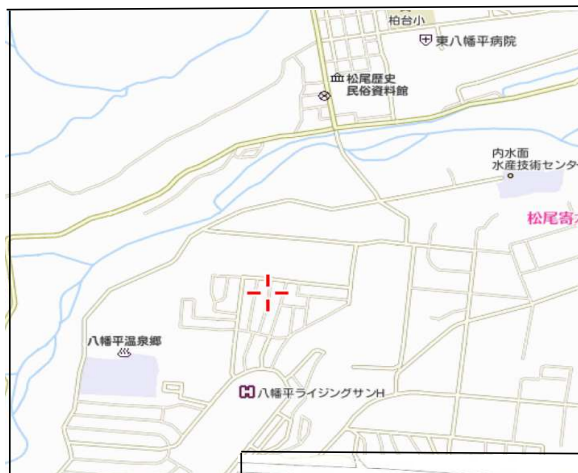 柏台小
東八幡平病院
松尾歴史
民俗資料館
内水面
水産技術センタ
松尾寄
八幡平温泉郷
八幡平ライジングサンH